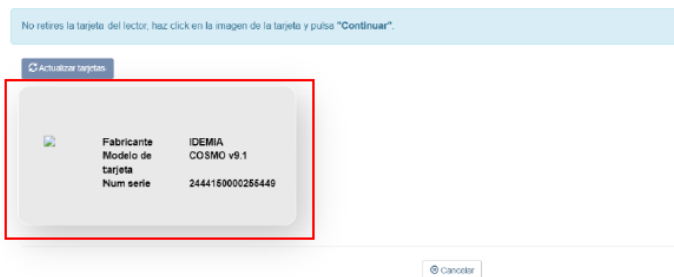 No retires la tarjeta del lector, haz click en la imagen de la tarjeta y pulsa "Continuar".
Actualizar tarjetas
Fabricante IDEMIA
Modelo de COSMO v9.1
tarjeta
Num serie 2444150000255449
Cancelar